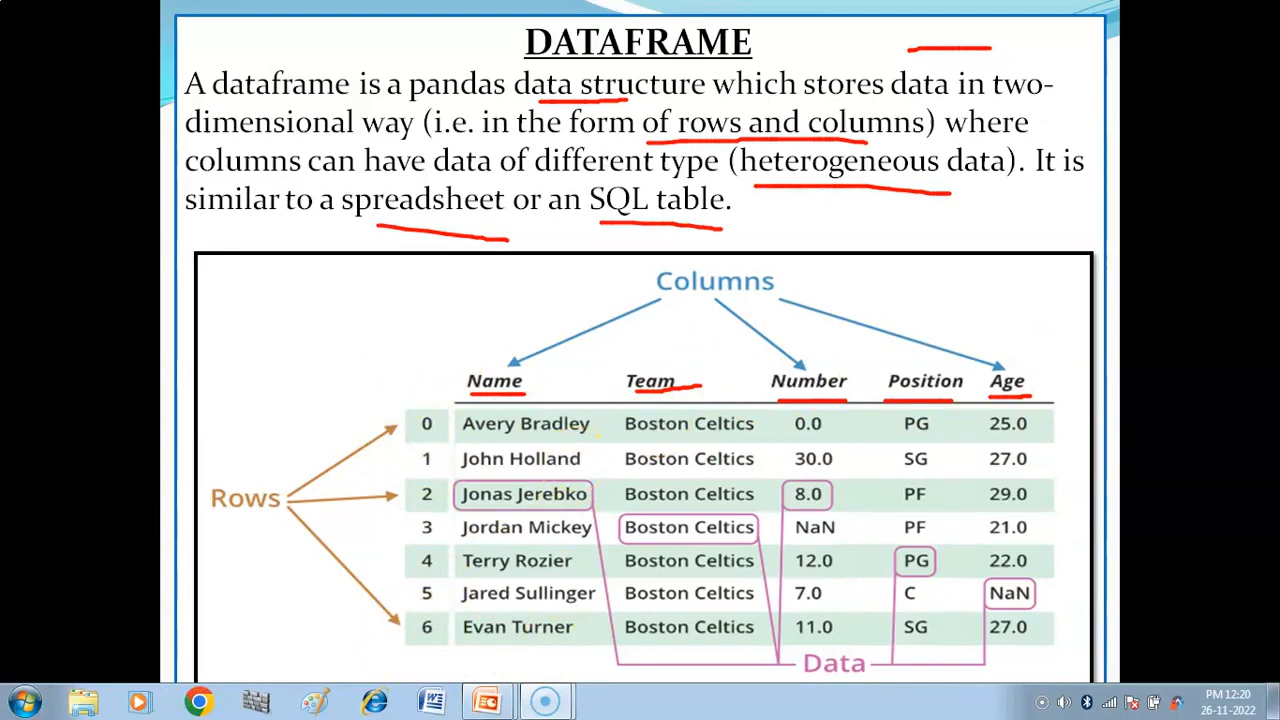 DATAFRAME
A dataframe is a pandas data structure which stores data in two-
dimensional way (i.e. in the form of rows and columns) where
columns can have data of different type (heterogeneous data). It is
similar to a spreadsheet or an SQL table.
Columns
Name Team Number Position Age
0 Avery Bradley Boston Celtics 0.0 PG 25.0
1 John Holland Boston Celtics 30.0 SG 27.0
Rows
2 Jonas Jerebko Boston Celtics 8.0 PF 29.0
3 Jordan Mickey Boston Celtics NaN PF 21.0
4 Terry Rozier Boston Celtics 12.0 PG 22.0
5 Jared Sullinger Boston Celtics 7.0 C NaN
6 Evan Turner Boston Celtics 11.0 SG 27.0
Data
PM 12:20
26-11-2022